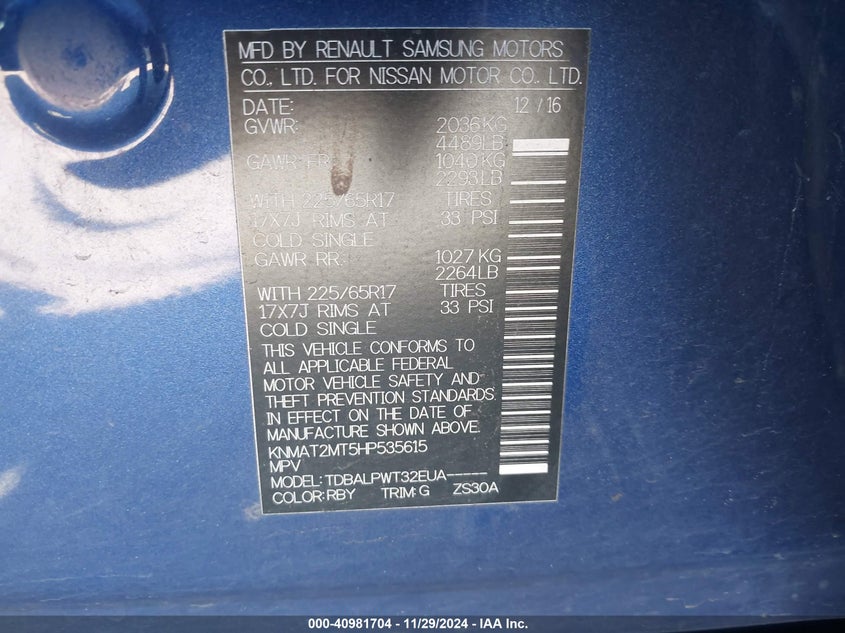 MFD BY RENAULT SAMSUNG MOTORS
CO., LTD. FOR NISSAN MOTOR CO., LTD.
DATE: 12 / 16
GVWR: 2036KG
4489LB
GAWR FR: 1040KG
2293LB
WITH 225/65R17 TIRES
17X7J RIMS AT 33 PSI
COLD SINGLE
GAWR RR: 1027KG
2264LB
WITH 225/65R17 TIRES
17X7J RIMS AT 33 PSI
COLD SINGLE
THIS VEHICLE CONFORMS TO
ALL APPLICABLE FEDERAL
MOTOR VEHICLE SAFETY AND
THEFT PREVENTION STANDARDS
IN EFFECT ON THE DATE OF
MANUFACTURE SHOWN ABOVE.
KNMAT2MT5HP535615
MPV
MODEL: TDBALPWT32EUA-----
COLOR: RBY TRIM: G ZS30A
000-40981704 - 11/29/2024 - IAA Inc.